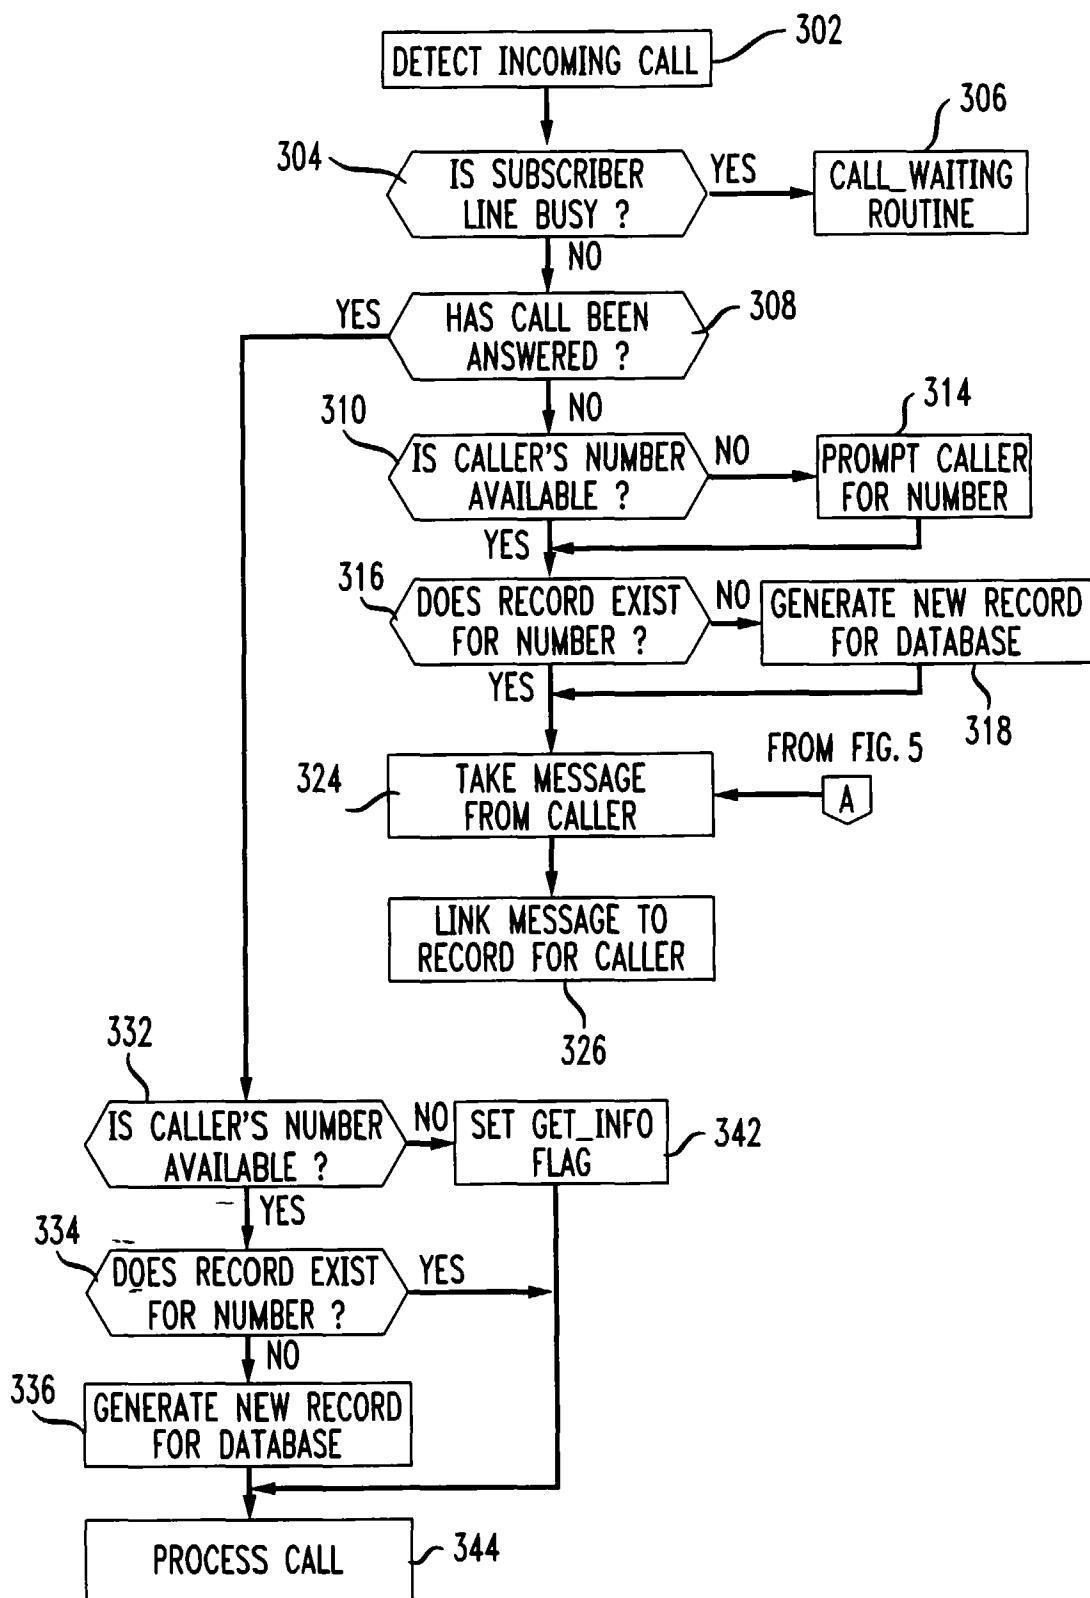 302
DETECT INCOMING CALL
306
304
IS SUBSCRIBER
LINE BUSY ?
YES
CALL_WAITING
ROUTINE
NO
YES
HAS CALL BEEN
ANSWERED ?
308
NO
310
314
IS CALLER'S NUMBER
AVAILABLE ?
NO
PROMPT CALLER
FOR NUMBER
YES
316
DOES RECORD EXIST
FOR NUMBER ?
NO
GENERATE NEW RECORD
FOR DATABASE
YES
318
FROM FIG. 5
324
TAKE MESSAGE
FROM CALLER
A
LINK MESSAGE TO
RECORD FOR CALLER
326
332
IS CALLER'S NUMBER
AVAILABLE ?
NO
SET GET_INFO
FLAG
342
YES
334
DOES RECORD EXIST
FOR NUMBER ?
YES
NO
336
GENERATE NEW RECORD
FOR DATABASE
PROCESS CALL
344